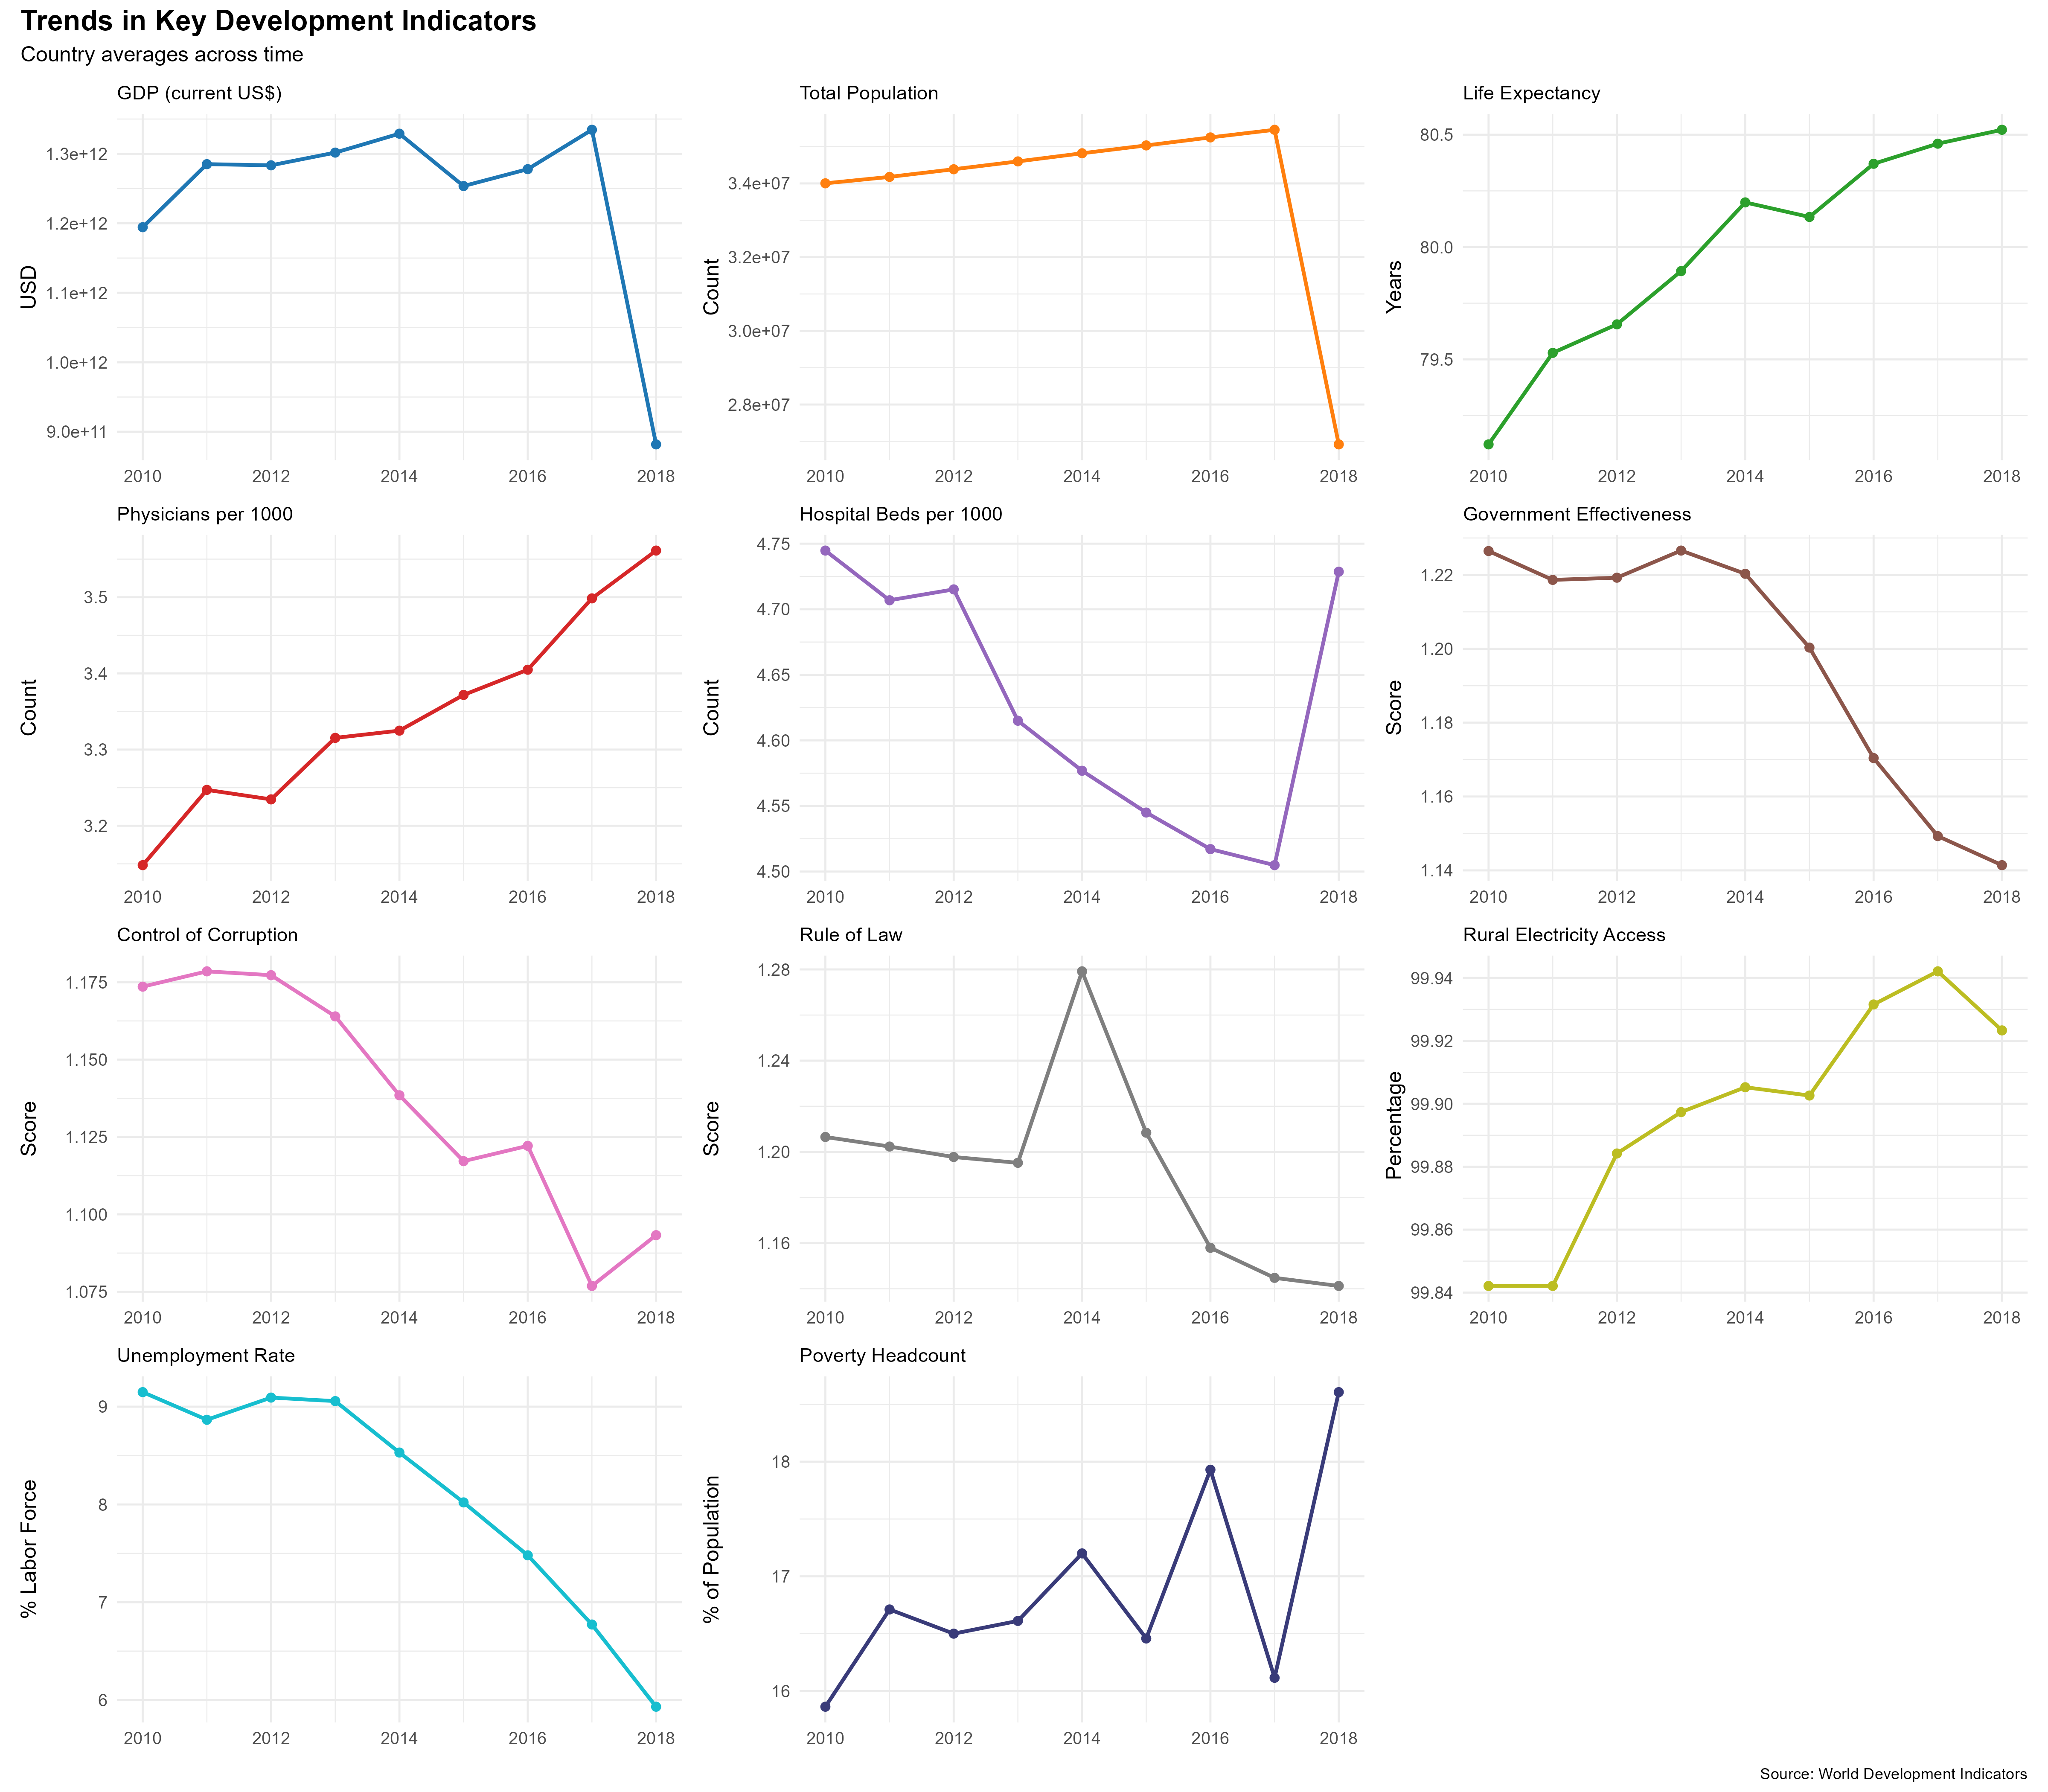 Trends in Key Development Indicators
Country averages across time
GDP (current US$)
USD
1.3e+12
1.2e+12
1.1e+12
1.0e+12
9.0e+11
2010 2012 2014 2016 2018
Total Population
Count
3.4e+07
3.2e+07
3.0e+07
2.8e+07
2010 2012 2014 2016 2018
Life Expectancy
Years
80.5
80.0
79.5
2010 2012 2014 2016 2018
Physicians per 1000
Count
3.5
3.4
3.3
3.2
2010 2012 2014 2016 2018
Hospital Beds per 1000
Count
4.75
4.70
4.65
4.60
4.55
4.50
2010 2012 2014 2016 2018
Government Effectiveness
Score
1.22
1.20
1.18
1.16
1.14
2010 2012 2014 2016 2018
Control of Corruption
Score
1.175
1.150
1.125
1.100
1.075
2010 2012 2014 2016 2018
Rule of Law
Score
1.28
1.24
1.20
1.16
2010 2012 2014 2016 2018
Rural Electricity Access
Percentage
99.94
99.92
99.90
99.88
99.86
99.84
2010 2012 2014 2016 2018
Unemployment Rate
% Labor Force
9
8
7
6
2010 2012 2014 2016 2018
Poverty Headcount
% of Population
18
17
16
2010 2012 2014 2016 2018
Source: World Development Indicators